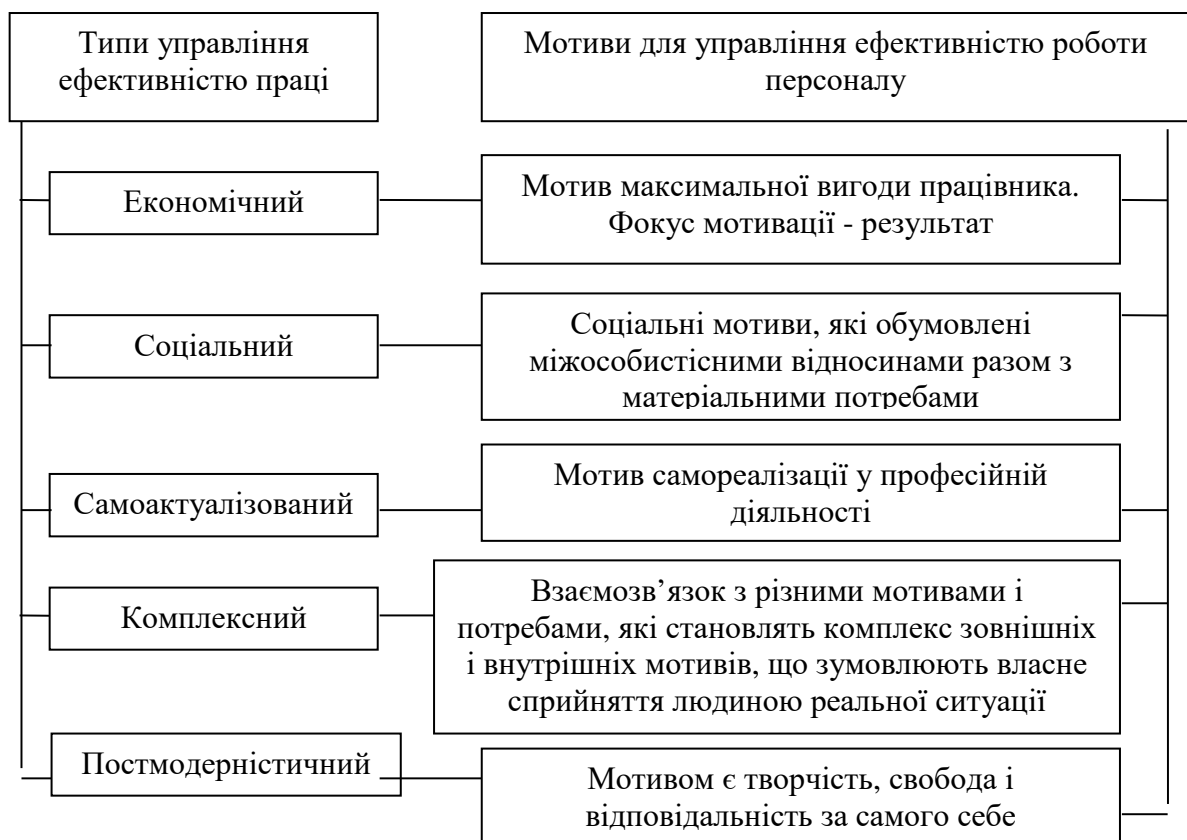 Типи управління
ефективністю праці
Мотиви для управління ефективністю роботи
персоналу
Економічний
Мотив максимальної вигоди працівника.
Фокус мотивації - результат
Соціальний
Соціальні мотиви, які обумовлені
міжособистісними відносинами разом з
матеріальними потребами
Самоактуалізований
Мотив самореалізації у професійній
діяльності
Комплексний
Взаємозв’язок з різними мотивами і
потребами, які становлять комплекс зовнішніх
і внутрішніх мотивів, що зумовлюють власне
сприйняття людиною реальної ситуації
Постмодерністичний
Мотивом є творчість, свобода і
відповідальність за самого себе